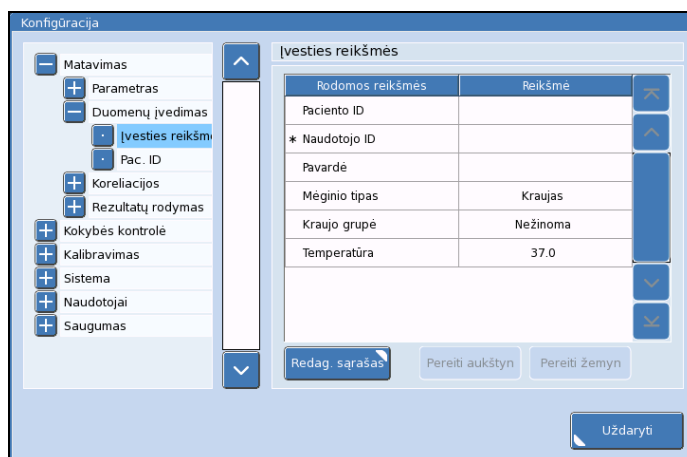 Konfigūracija
Matavimas
Parametras
Duomenų įvedimas
Įvesties reikšm
Pac. ID
Koreliacijos
Rezultatų rodymas
Kokybės kontrolė
Kalibravimas
Sistema
Naudotojai
Saugumas
Įvesties reikšmės
Rodomos reikšmės Reikšmė
Paciento ID
* Naudotojo ID
Pavardė
Mėginio tipas Kraujas
Kraujo grupė Nežinoma
Temperatūra 37.0
Redag. sąrašas Pereiti aukštyn Pereiti žemyn
Uždaryti